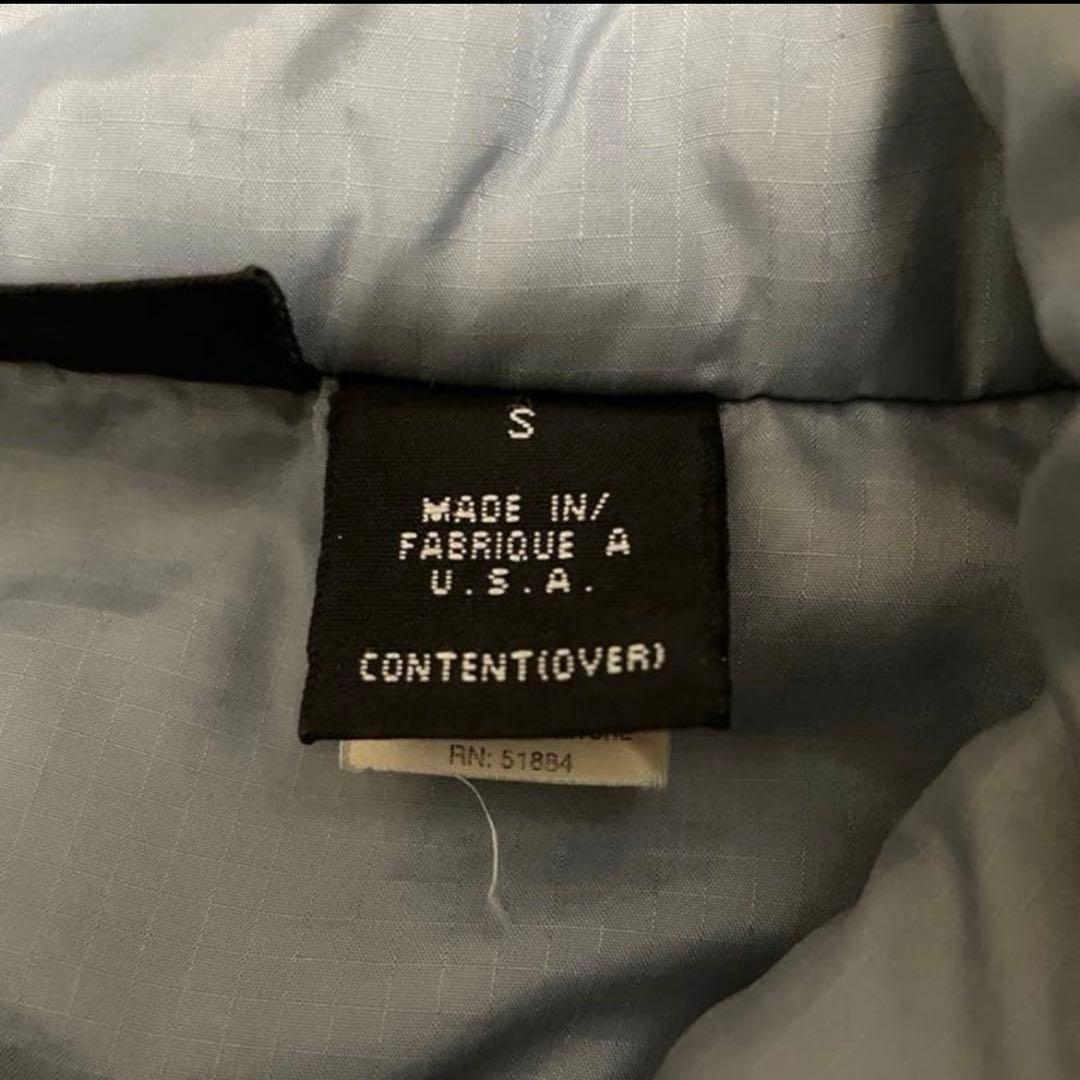 S
MADE IN/
FABRIQUE A
U.S.A.
CONTENT(OVER)
RN: 51884